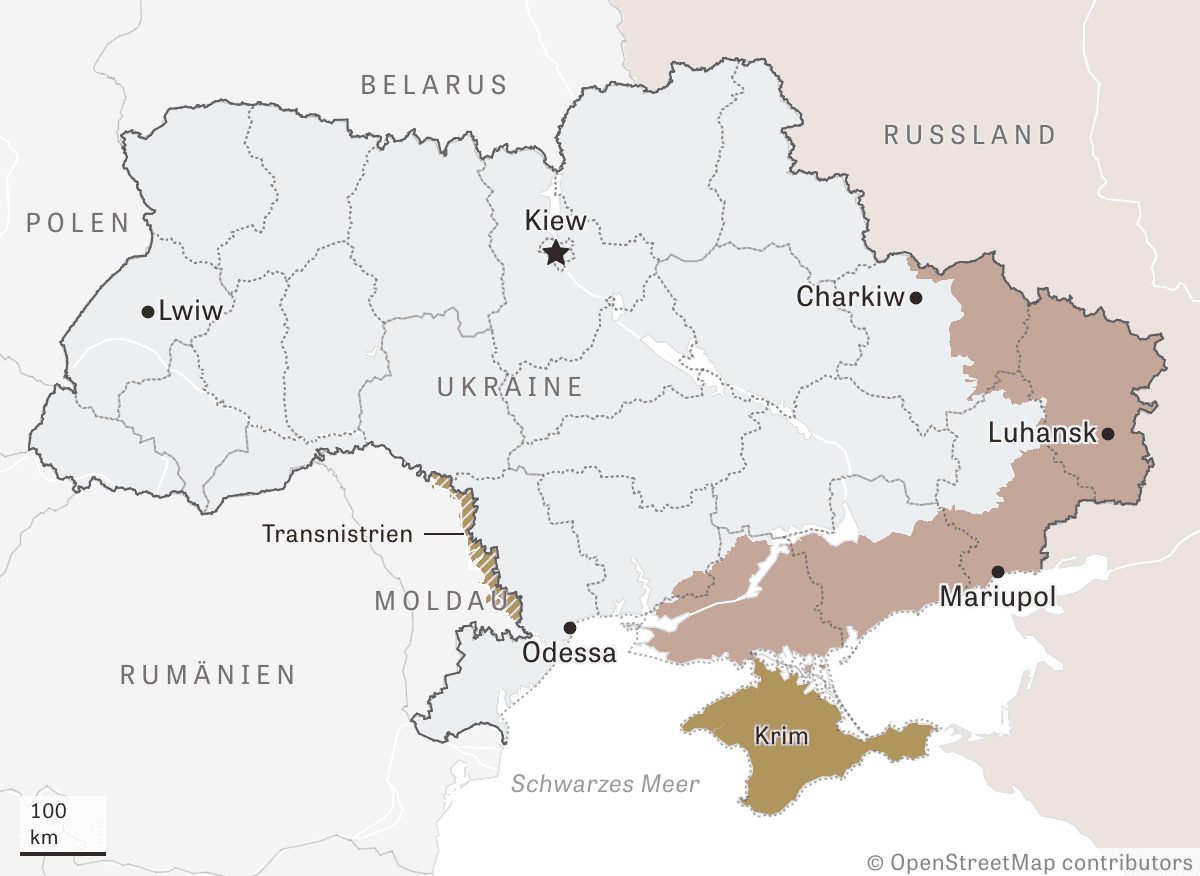 BELARUS
RUSSLAND
POLEN
Kiew
Charkiw
Lwiw
UKRAINE
Luhansk
Transnistrien
MOLDAU
Mariupol
Odessa
RUMÄNIEN
Krim
Schwarzes Meer
100
km
© OpenStreetMap contributors